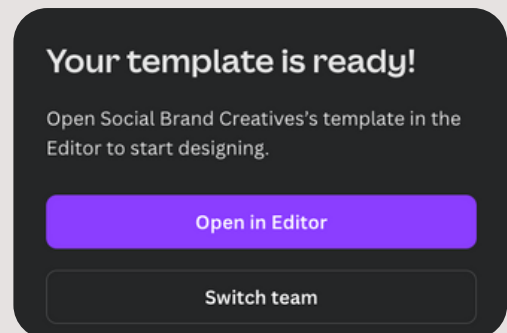 Your template is ready!
Open Social Brand Creatives's template in the
Editor to start designing.
Open in Editor
Switch team